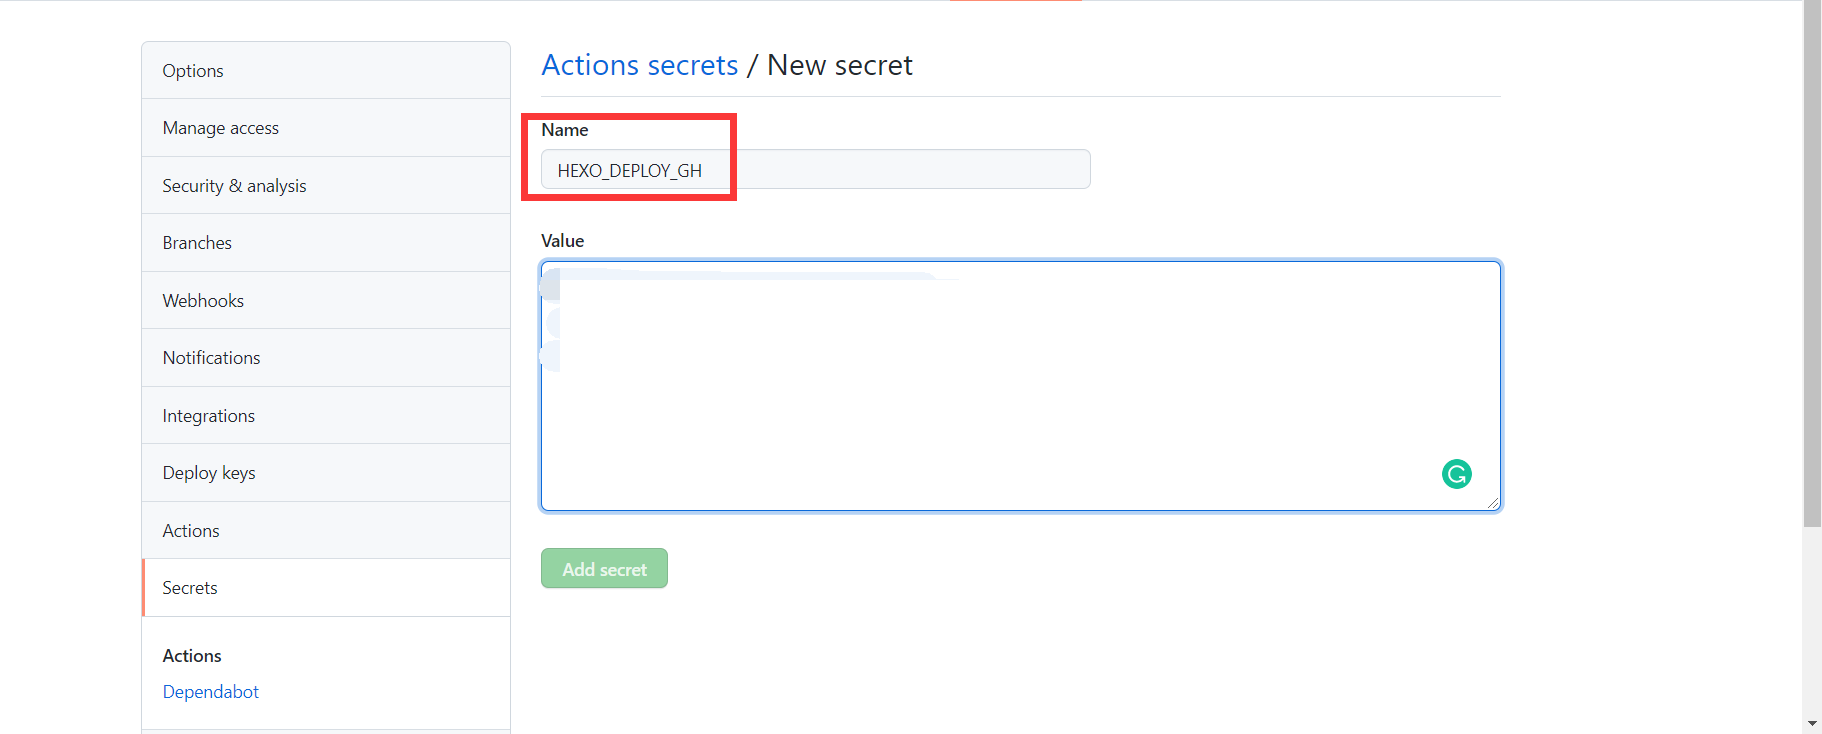 Options
Manage access
Security & analysis
Branches
Webhooks
Notifications
Integrations
Deploy keys
Actions
Secrets
Actions
Dependabot
Actions secrets / New secret
Name
HEXO_DEPLOY_GH
Value
Add secret